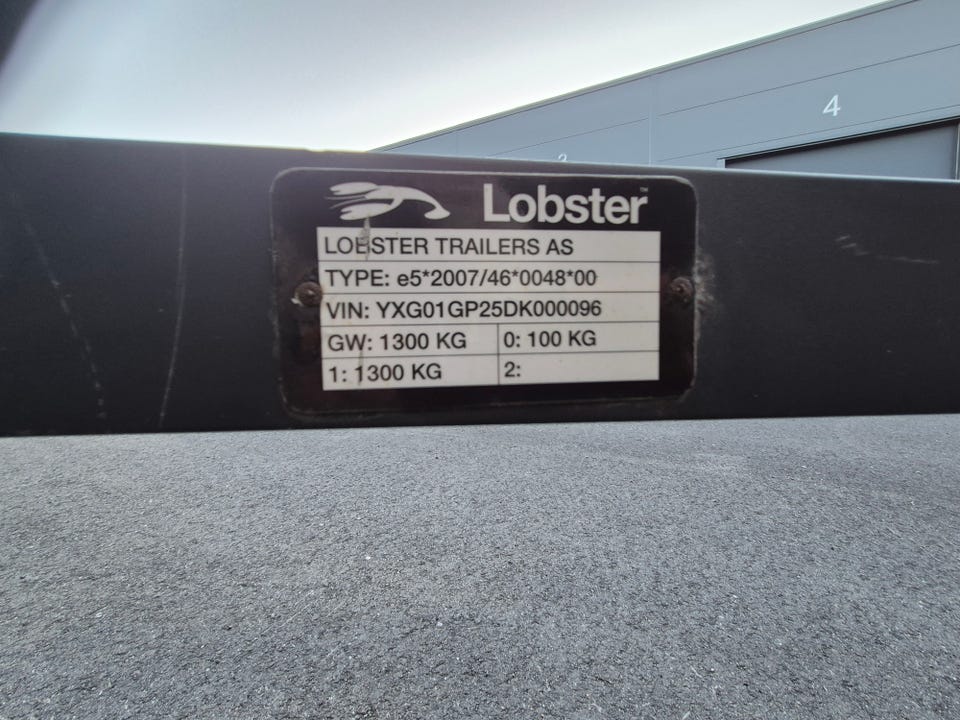 4
Lobster™
LOBSTER TRAILERS AS
TYPE: e5*2007/46*0048*00
VIN: YXG01GP25DK000096
GW: 1300 KG 0: 100 KG
1: 1300 KG 2: